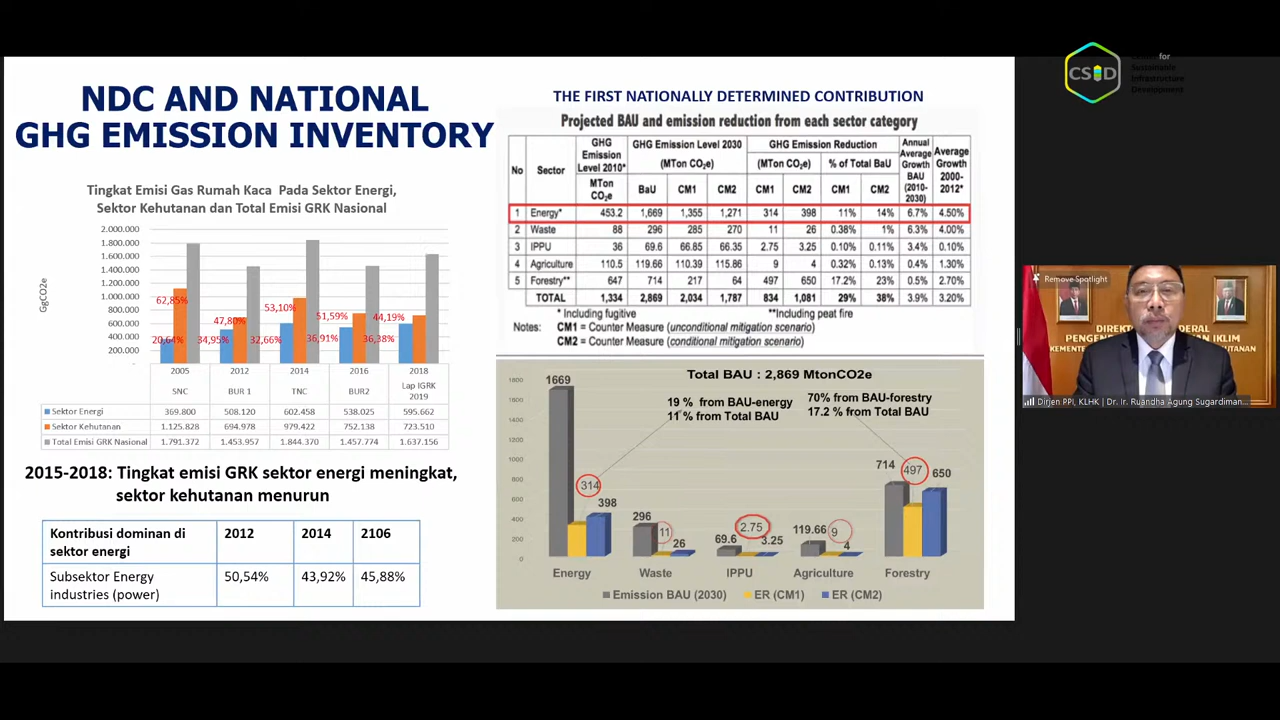 NDC AND NATIONAL
GHG EMISSION INVENTORY
Tingkat Emisi Gas Rumah Kaca Pada Sektor Energi,
Sektor Kehutanan dan Total Emisi GRK Nasional
GgCO2e
2.000.000
1.800.000
1.600.000
1.400.000
1.200.000
1.000.000
800.000
600.000
400.000
200.000
-
62,85%
20,64%
47,80%
34,95%
53,10%
32,66%
51,59%
36,91%
44,19%
36,38%
2005 2012 2014 2016 2018
SNC BUR 1 TNC BUR2 Lap IGRK
2019
Sektor Energi 369.800 508.120 602.458 538.025 595.662
Sektor Kehutanan 1.125.828 694.978 979.422 752.138 723.510
Total Emisi GRK Nasional 1.791.372 1.453.957 1.844.370 1.457.774 1.637.156
2015-2018: Tingkat emisi GRK sektor energi meningkat,
sektor kehutanan menurun
Kontribusi dominan di 2012 2014 2106
sektor energi
Subsektor Energy 50,54% 43,92% 45,88%
industries (power)
THE FIRST NATIONALLY DETERMINED CONTRIBUTION
Projected BAU and emission reduction from each sector category
No Sector GHG Emission Level 2010* MTon CO₂e GHG Emission Level 2030 (MTon CO₂e) GHG Emission Reduction (MTon CO₂e) % of Total BaU Annual Average Growth BAU (2010-2030) Average Growth 2000-2012*
BaU CM1 CM2 CM1 CM2 CM1 CM2
1 Energy* 453.2 1,669 1,355 1,271 314 398 11% 14% 6.7% 4.50%
2 Waste 88 296 285 270 11 26 0.38% 1% 6.3% 4.00%
3 IPPU 36 69.6 66.85 66.35 2.75 3.25 0.10% 0.11% 3.4% 0.10%
4 Agriculture 110.5 119.66 110.39 115.86 9 4 0.32% 0.13% 0.4% 1.30%
5 Forestry** 647 714 217 64 497 650 17.2% 23% 0.5% 2.70%
TOTAL 1,334 2,869 2,034 1,787 834 1,081 29% 38% 3.9% 3.20%
* Including fugitive **Including peat fire
Notes: CM1 = Counter Measure (unconditional mitigation scenario)
CM2 = Counter Measure (conditional mitigation scenario)
Total BAU : 2,869 MtonCO2e
19 % from BAU-energy
11 % from Total BAU
70% from BAU-forestry
17.2 % from Total BAU
1800
1600
1400
1200
1000
800
600
400
200
0
1669 314 398
296 11 26
69.6 2.75 3.25
119.66 9 4
714 497 650
Energy Waste IPPU Agriculture Forestry
Emission BAU (2030) ER (CM1) ER (CM2)
CSID
Center for
Sustainable
Infrastructure
Development
Remove Spotlight
Dirjen PPI, KLHK | Dr. Ir. Ruandha Agung Sugardiman...